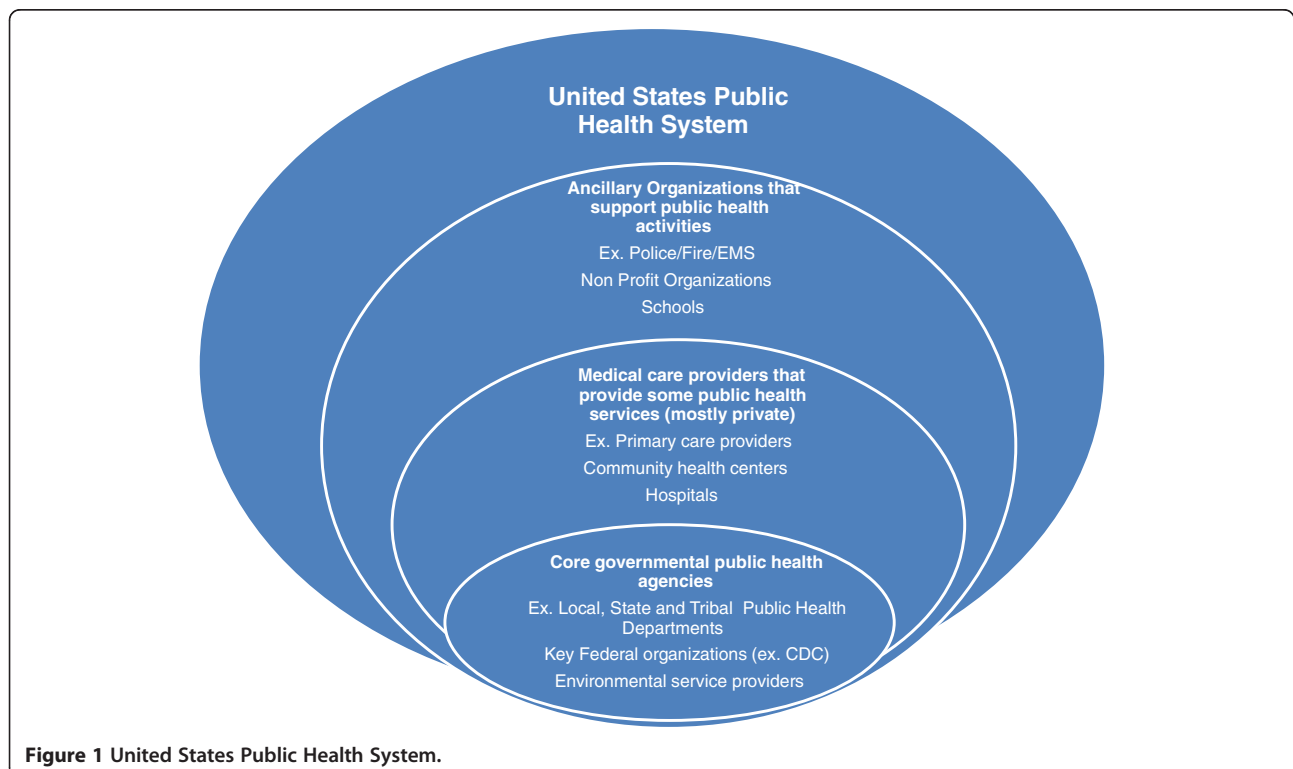 United States Public
Health System
Ancillary Organizations that
support public health
activities
Ex. Police/Fire/EMS
Non Profit Organizations
Schools
Medical care providers that
provide some public health
services (mostly private)
Ex. Primary care providers
Community health centers
Hospitals
Core governmental public health
agencies
Ex. Local, State and Tribal Public Health
Departments
Key Federal organizations (ex. CDC)
Environmental service providers
Figure 1 United States Public Health System.